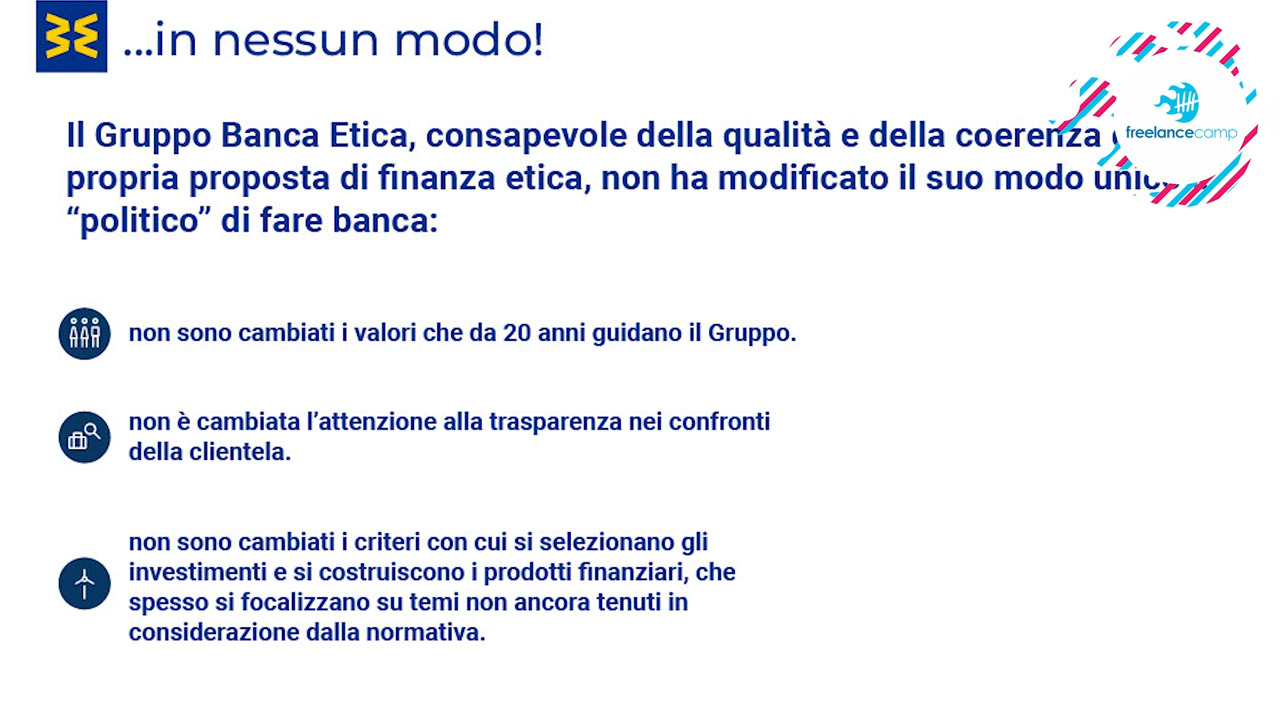 ...in nessun modo!
freelancecamp
Il Gruppo Banca Etica, consapevole della qualità e della coerenza
propria proposta di finanza etica, non ha modificato il suo modo
“politico” di fare banca:
non sono cambiati i valori che da 20 anni guidano il Gruppo.
non è cambiata l’attenzione alla trasparenza nei confronti
della clientela.
non sono cambiati i criteri con cui si selezionano gli
investimenti e si costruiscono i prodotti finanziari, che
spesso si focalizzano su temi non ancora tenuti in
considerazione dalla normativa.